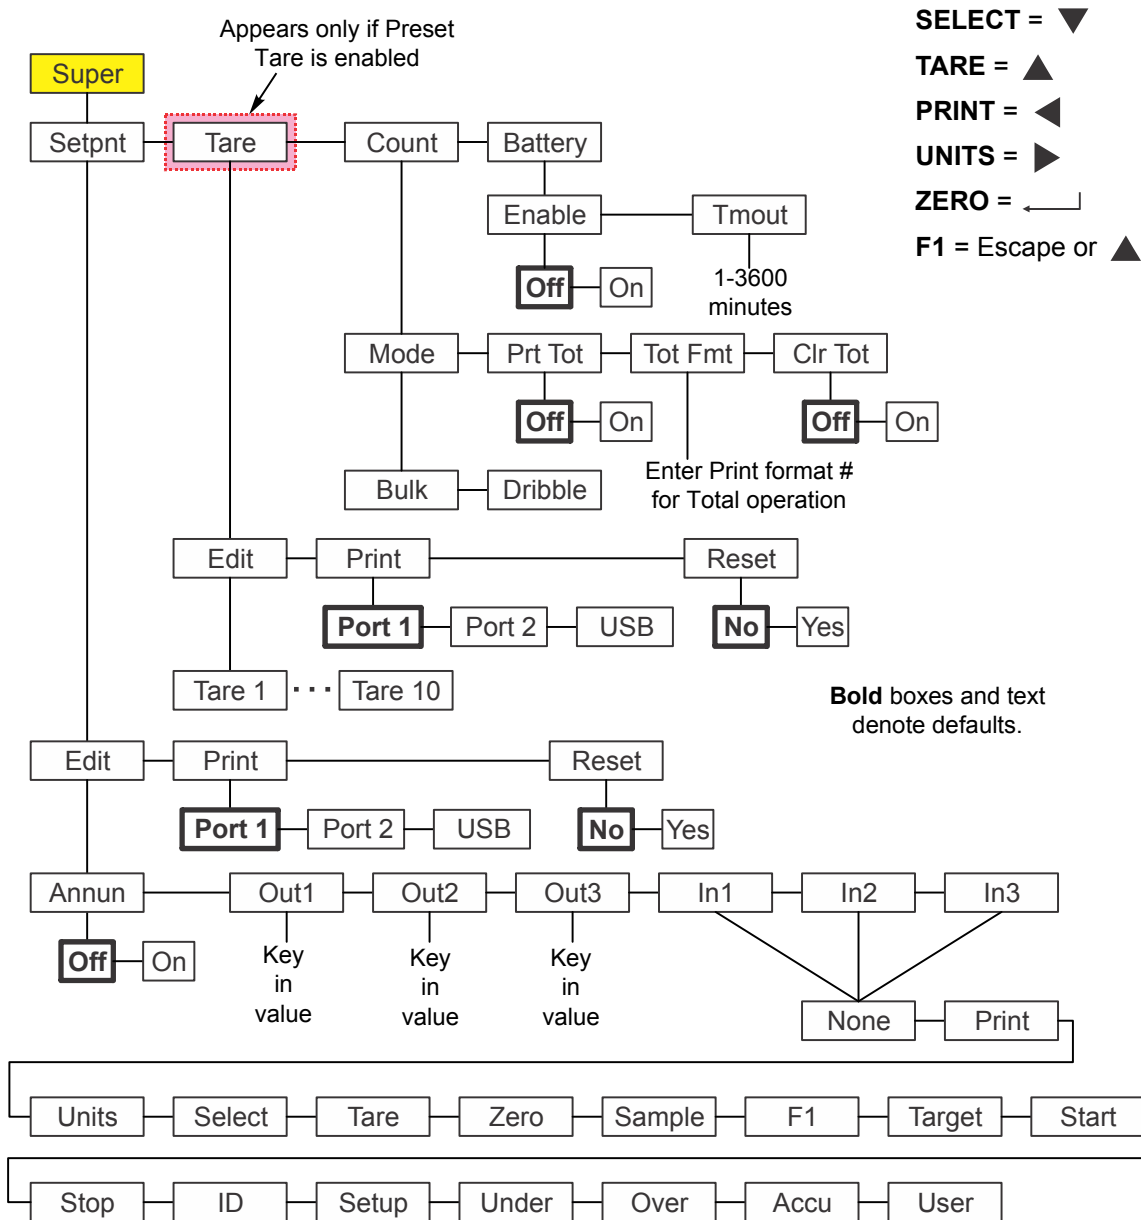 Appears only if Preset
Tare is enabled
SELECT = ▼
TARE = ▲
PRINT = ◀
UNITS = ▶
ZERO = ↵
F1 = Escape or ▲
Super
Setpnt Tare Count Battery
Enable Tmout
Off On
1-3600
minutes
Mode Prt Tot Tot Fmt Clr Tot
Off On
Off On
Enter Print format #
for Total operation
Bulk Dribble
Edit Print Reset
Port 1 Port 2 USB No Yes
Tare 1 ··· Tare 10
Bold boxes and text
denote defaults.
Edit Print Reset
Port 1 Port 2 USB No Yes
Annun Out1 Out2 Out3 In1 In2 In3
Off On
Key
in
value
Key
in
value
Key
in
value
None Print
Units Select Tare Zero Sample F1 Target Start
Stop ID Setup Under Over Accu User